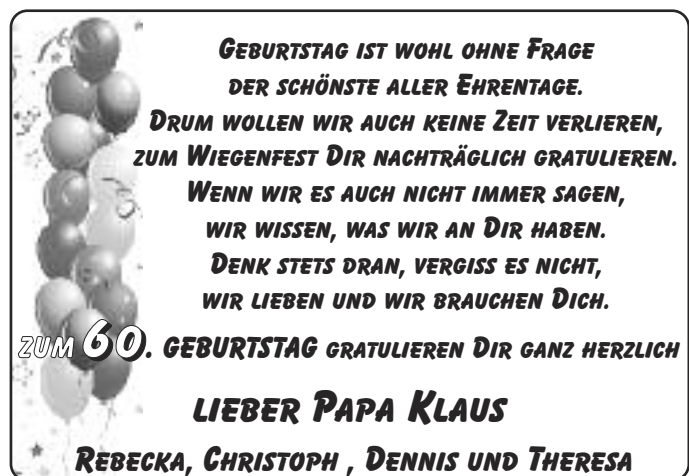 Geburtstag ist wohl ohne Frage
der schönste aller Ehrentage.
Drum wollen wir auch keine Zeit verlieren,
zum Wiegenfest Dir nachträglich gratulieren.
Wenn wir es auch nicht immer sagen,
wir wissen, was wir an Dir haben.
Denk stets dran, vergiss es nicht,
wir lieben und wir brauchen Dich.
zum 60. GEBURTSTAG gratulieren Dir ganz herzlich
lieber Papa Klaus
Rebecka, Christoph , Dennis und Theresa